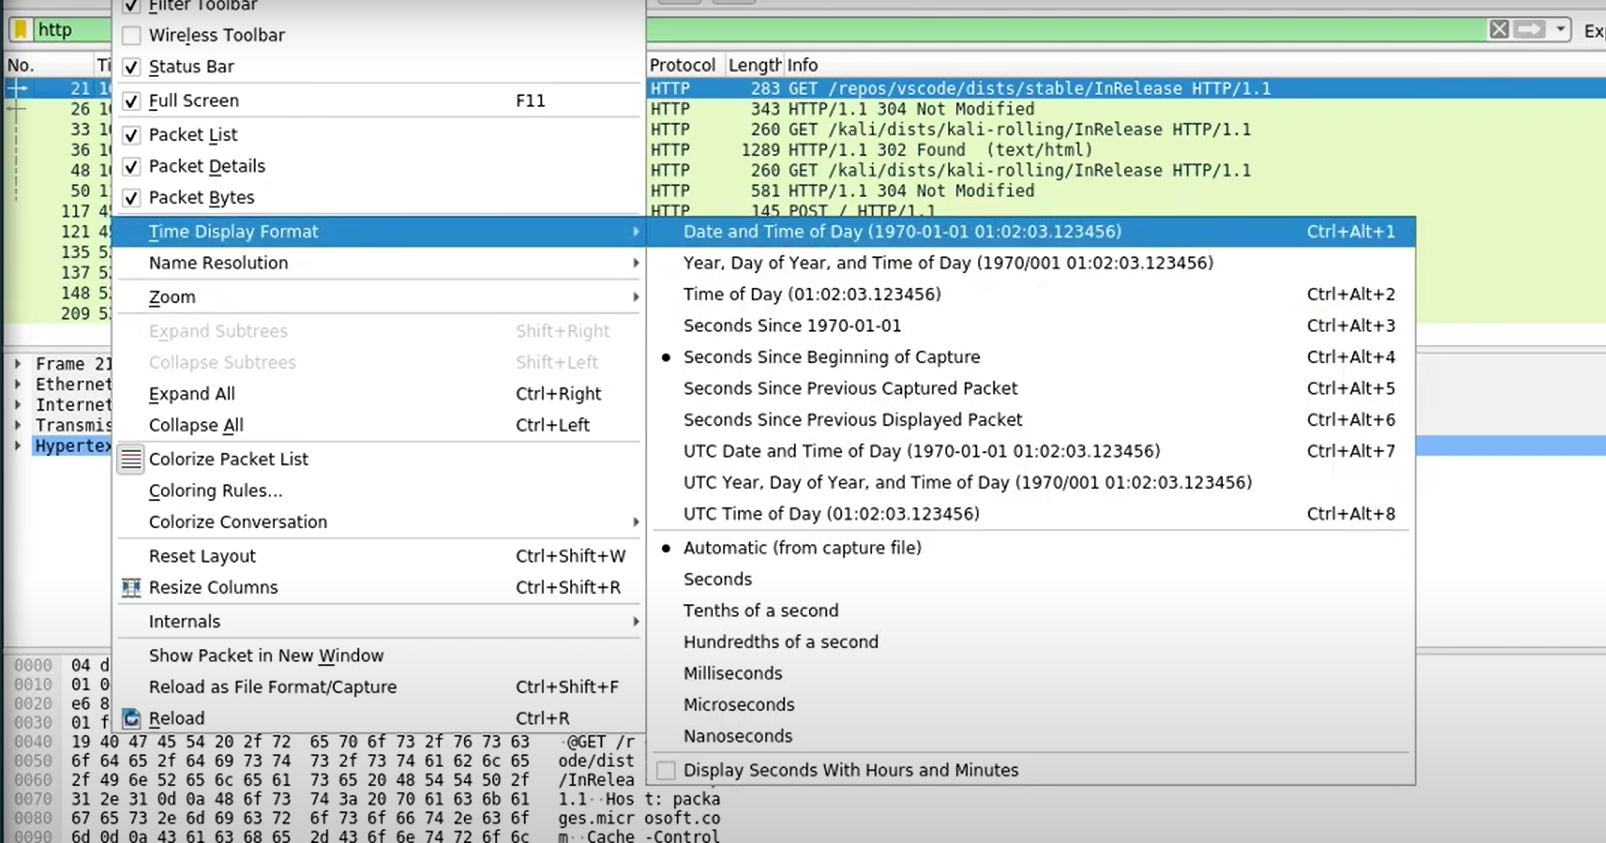 Filter Toolbar
http
Exp
Wireless Toolbar
No. Ti Protocol Length Info
Status Bar
21 1 HTTP 283 GET /repos/vscode/dists/stable/InRelease HTTP/1.1
Full Screen F11
26 1 HTTP 343 HTTP/1.1 304 Not Modified
33 1 HTTP 260 GET /kali/dists/kali-rolling/InRelease HTTP/1.1
Packet List
36 1 HTTP 1289 HTTP/1.1 302 Found (text/html)
Packet Details
48 1 HTTP 260 GET /kali/dists/kali-rolling/InRelease HTTP/1.1
Packet Bytes
50 1 HTTP 581 HTTP/1.1 304 Not Modified
117 4 HTTP 145 POST / HTTP/1.1
121 4
135 5
137 5
148 5
209 5
Time Display Format
Name Resolution
Zoom
Expand Subtrees Shift+Right
Collapse Subtrees Shift+Left
Expand All Ctrl+Right
Collapse All Ctrl+Left
Colorize Packet List
Coloring Rules...
Colorize Conversation
Reset Layout Ctrl+Shift+W
Resize Columns Ctrl+Shift+R
Internals
Show Packet in New Window
Reload as File Format/Capture Ctrl+Shift+F
Reload Ctrl+R
Date and Time of Day (1970-01-01 01:02:03.123456) Ctrl+Alt+1
Year, Day of Year, and Time of Day (1970/001 01:02:03.123456)
Time of Day (01:02:03.123456) Ctrl+Alt+2
Seconds Since 1970-01-01 Ctrl+Alt+3
Seconds Since Beginning of Capture Ctrl+Alt+4
Seconds Since Previous Captured Packet Ctrl+Alt+5
Seconds Since Previous Displayed Packet Ctrl+Alt+6
UTC Date and Time of Day (1970-01-01 01:02:03.123456) Ctrl+Alt+7
UTC Year, Day of Year, and Time of Day (1970/001 01:02:03.123456)
UTC Time of Day (01:02:03.123456) Ctrl+Alt+8
Automatic (from capture file)
Seconds
Tenths of a second
Hundredths of a second
Milliseconds
Microseconds
Nanoseconds
Display Seconds With Hours and Minutes
Frame 21
Ethernet
Internet
Transmis
Hypertex
0000 04 d
0010 01 0
0020 e6 8
0030 01 f
0040 19 40 47 45 54 20 2f 72 65 70 6f 73 2f 76 73 63 ·@GET /r
0050 6f 64 65 2f 64 69 73 74 73 2f 73 74 61 62 6c 65 ode/dist
0060 2f 49 6e 52 65 6c 65 61 73 65 20 48 54 54 50 2f /InRelea
0070 31 2e 31 0d 0a 48 6f 73 74 3a 20 70 61 63 6b 61 1.1··Hos t: packa
0080 67 65 73 2e 6d 69 63 72 6f 73 6f 66 74 2e 63 6f ges.micr osoft.co
0090 6d 0d 0a 43 61 63 68 65 2d 43 6f 6e 74 72 6f 6c m··Cache -Control